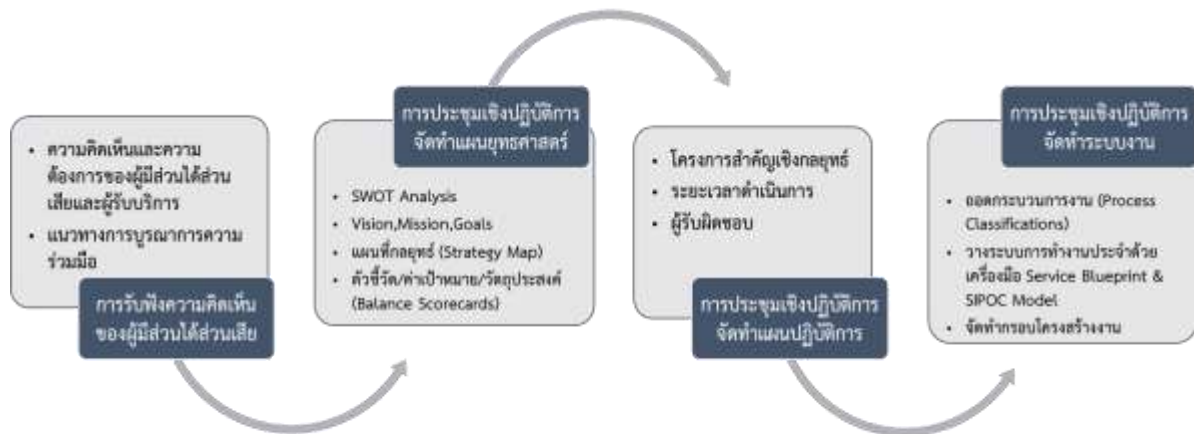 • ความคิดเห็นและความ
ต้องการของผู้มีส่วนได้ส่วน
เสียและผู้รับบริการ
• แนวทางการบูรณาการความ
ร่วมมือ
การรับฟังความคิดเห็น
ของผู้มีส่วนได้ส่วนเสีย
การประชุมเชิงปฏิบัติการ
จัดทำแผนยุทธศาสตร์
• SWOT Analysis
• Vision,Mission,Goals
• แผนที่กลยุทธ์ (Strategy Map)
• ตัวชี้วัด/ค่าเป้าหมาย/วัตถุประสงค์
(Balance Scorecards)
• โครงการสำคัญเชิงกลยุทธ์
• ระยะเวลาดำเนินการ
• ผู้รับผิดชอบ
การประชุมเชิงปฏิบัติการ
จัดทำแผนปฏิบัติการ
การประชุมเชิงปฏิบัติการ
จัดทำระบบงาน
• ถอดกระบวนการงาน (Process
Classifications)
• วางระบบการทำงานประจำด้วย
เครื่องมือ Service Blueprint &
SIPOC Model
• จัดทำกรอบโครงสร้างงาน